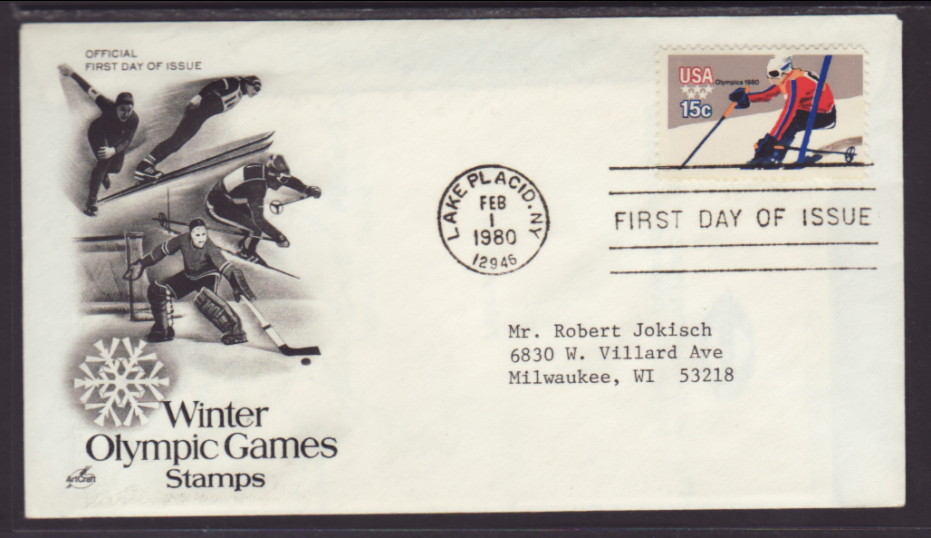 OFFICIAL
FIRST DAY OF ISSUE
USA
Olympics 1980
15c
LAKE PLACID. NY
FEB
1
1980
12946
FIRST DAY OF ISSUE
Mr. Robert Jokisch
6830 W. Villard Ave
Milwaukee, WI 53218
Winter
Olympic Games
Stamps
ArtCraft